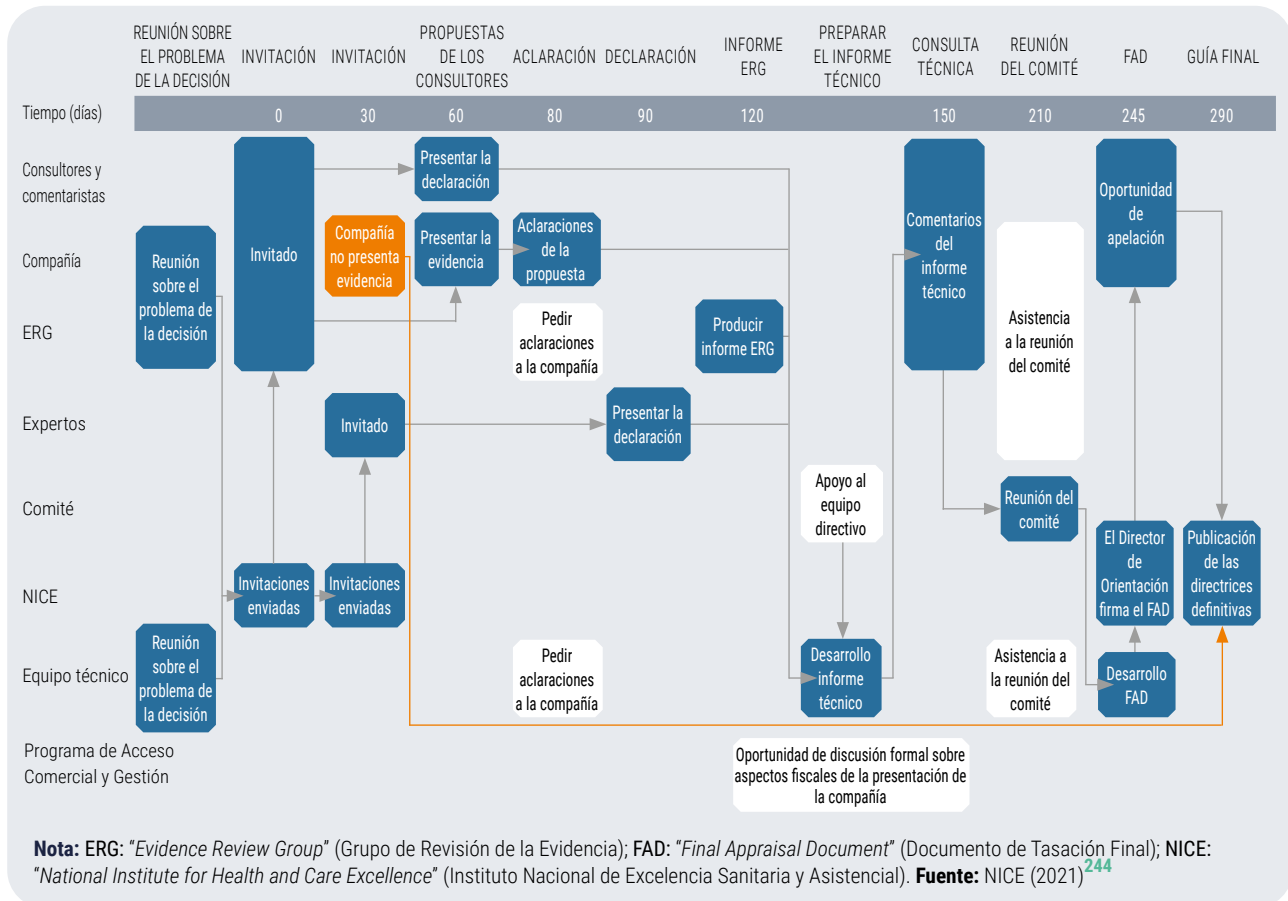 REUNIÓN SOBRE
EL PROBLEMA
DE LA DECISIÓN
INVITACIÓN
INVITACIÓN
PROPUESTAS
DE LOS
CONSULTORES
ACLARACIÓN
DECLARACIÓN
INFORME
ERG
PREPARAR
EL INFORME
TÉCNICO
CONSULTA
TÉCNICA
REUNIÓN
DEL COMITÉ
FAD
GUÍA FINAL
Tiempo (días)
0
30
60
80
90
120
150
210
245
290
Consultores y
comentaristas
Presentar la
declaración
Compañía
Reunión
sobre el
problema de
la decisión
Invitado
Compañía
no presenta
evidencia
Presentar la
evidencia
Aclaraciones
de la
propuesta
Comentarios
del
informe
técnico
Oportunidad
de
apelación
ERG
Pedir
aclaraciones
a la compañía
Producir
informe ERG
Asistencia
a la reunión
del comité
Expertos
Invitado
Presentar la
declaración
Comité
Apoyo al
equipo
directivo
Reunión del
comité
NICE
Invitaciones
enviadas
Invitaciones
enviadas
El Director
de
Orientación
firma el FAD
Publicación
de las
directrices
definitivas
Equipo técnico
Reunión
sobre el
problema de
la decisión
Pedir
aclaraciones
a la compañía
Desarrollo
informe
técnico
Asistencia a
la reunión del
comité
Desarrollo
FAD
Programa de Acceso
Comercial y Gestión
Oportunidad de discusión formal sobre
aspectos fiscales de la presentación de
la compañía
Nota: ERG: "Evidence Review Group" (Grupo de Revisión de la Evidencia); FAD: "Final Appraisal Document" (Documento de Tasación Final); NICE:
"National Institute for Health and Care Excellence" (Instituto Nacional de Excelencia Sanitaria y Asistencial). Fuente: NICE (2021)244